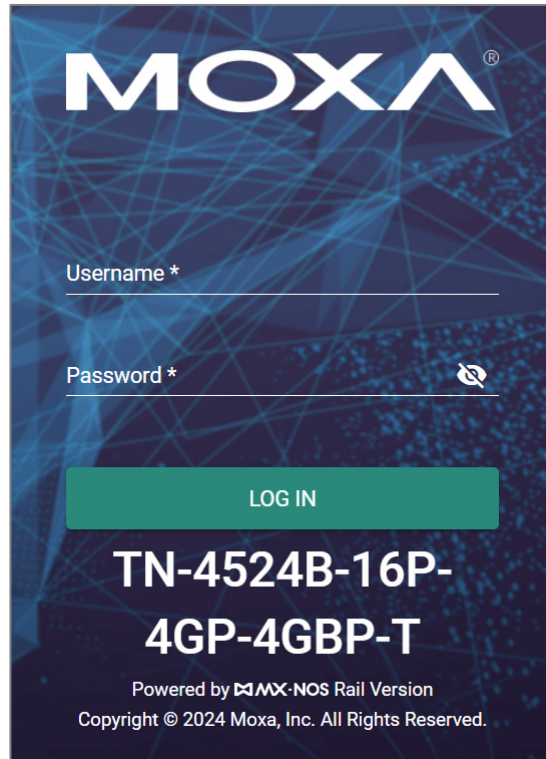 MOXA®
Username *
Password *
LOG IN
TN-4524B-16P-
4GP-4GBP-T
Powered by MX-NOS Rail Version
Copyright © 2024 Moxa, Inc. All Rights Reserved.